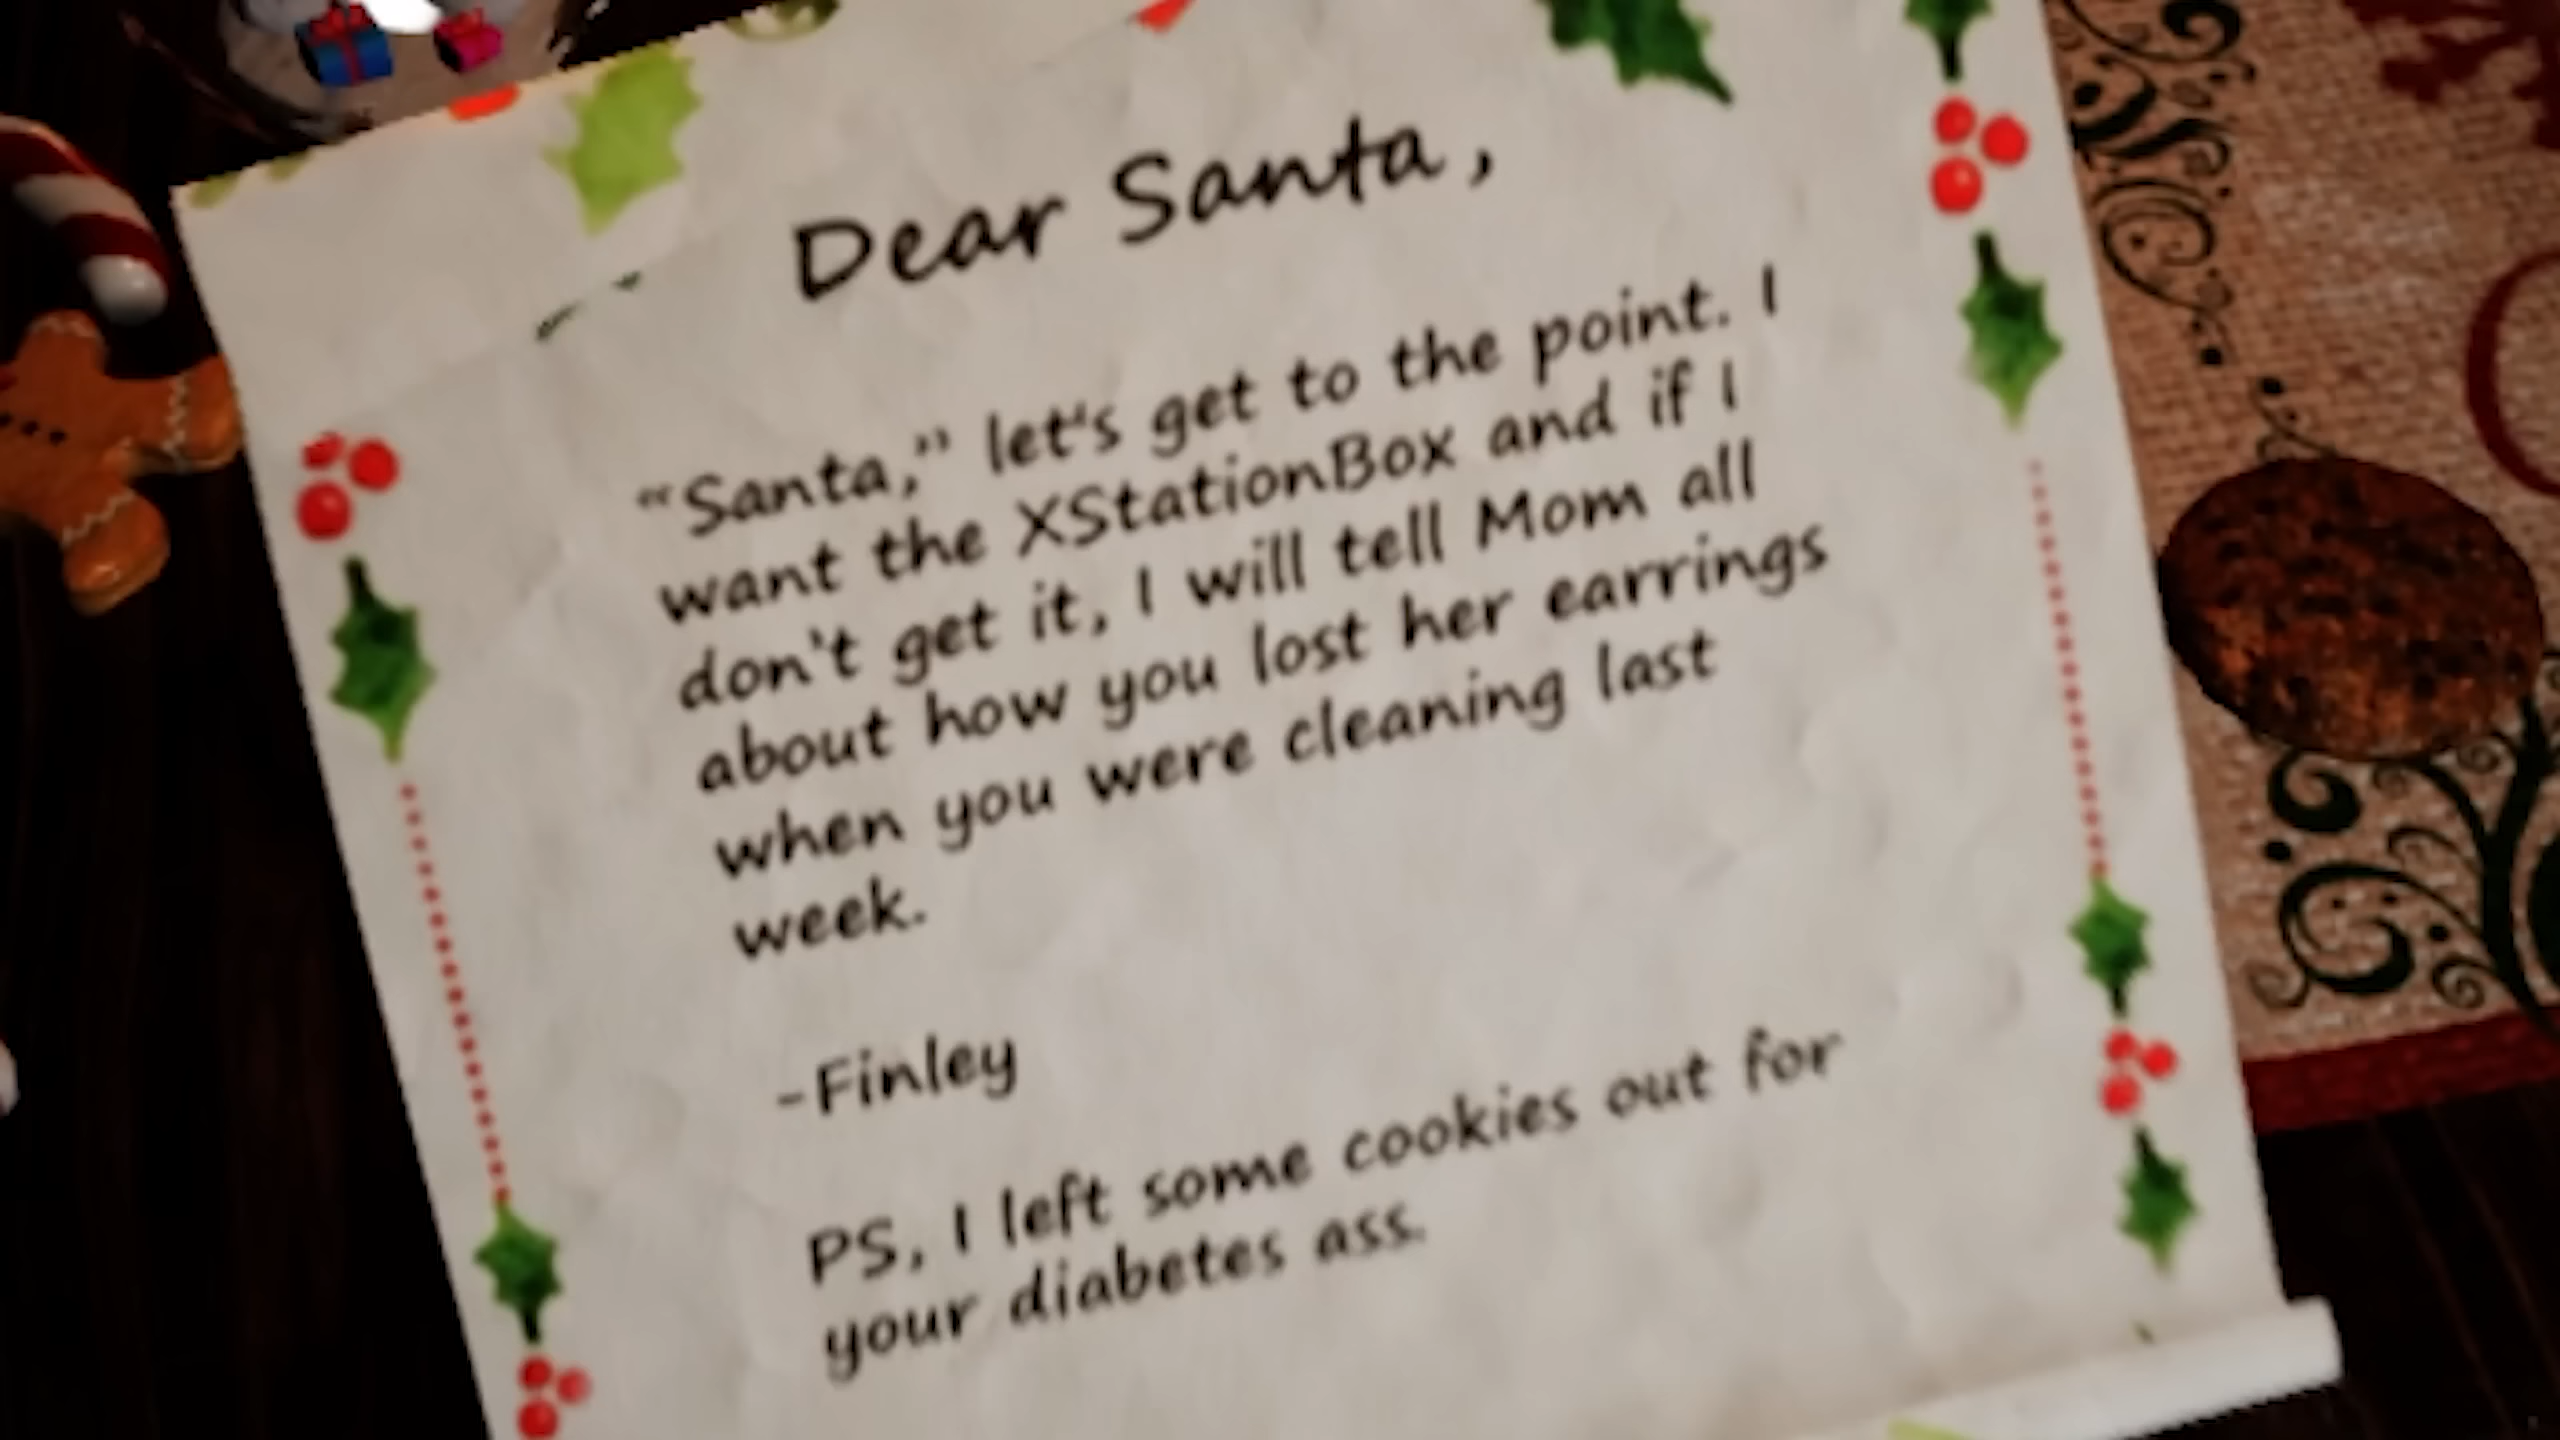 Dear Santa,
“Santa,” let's get to the point. I
want the XStationBox and if I
don't get it, I will tell Mom all
about how you lost her earrings
when you were cleaning last
week.
-Finley
PS, I left some cookies out for
your diabetes ass.